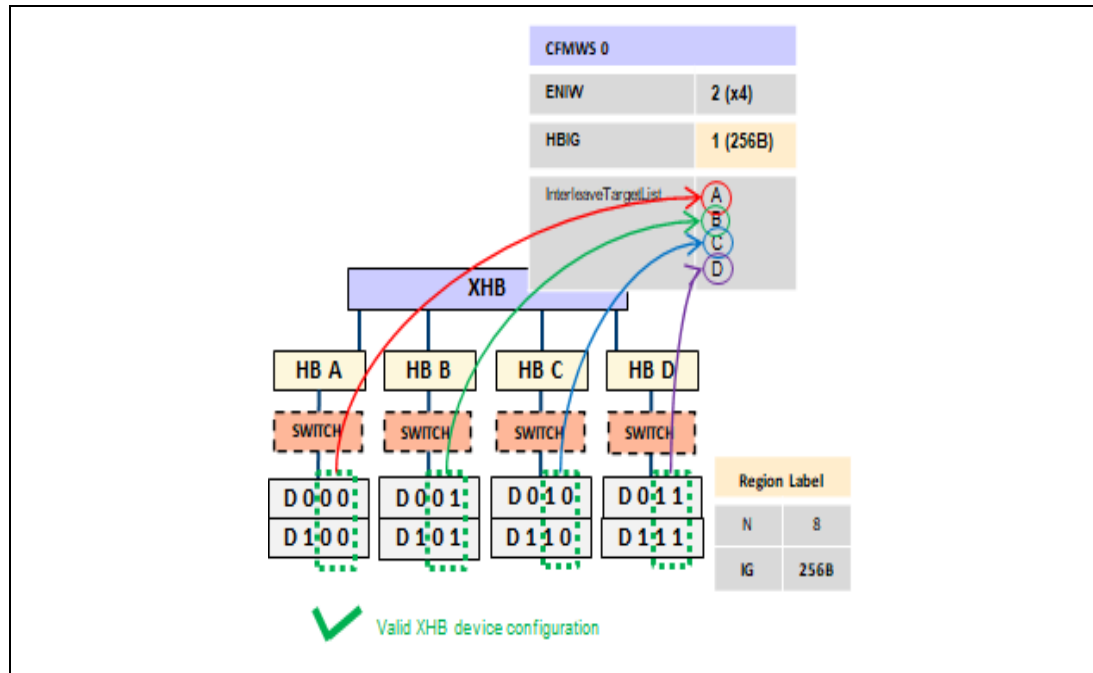 CFMWS 0
ENIW 2 (x4)
HBIG 1 (256B)
InterleaveTargetList A
B
C
D
XHB
HB A HB B HB C HB D
SWITCH SWITCH SWITCH SWITCH
D 0 0 0 D 0 0 1 D 0 1 0 D 0 1 1
D 1 0 0 D 1 0 1 D 1 1 0 D 1 1 1
Region Label
N 8
IG 256B
Valid XHB device configuration